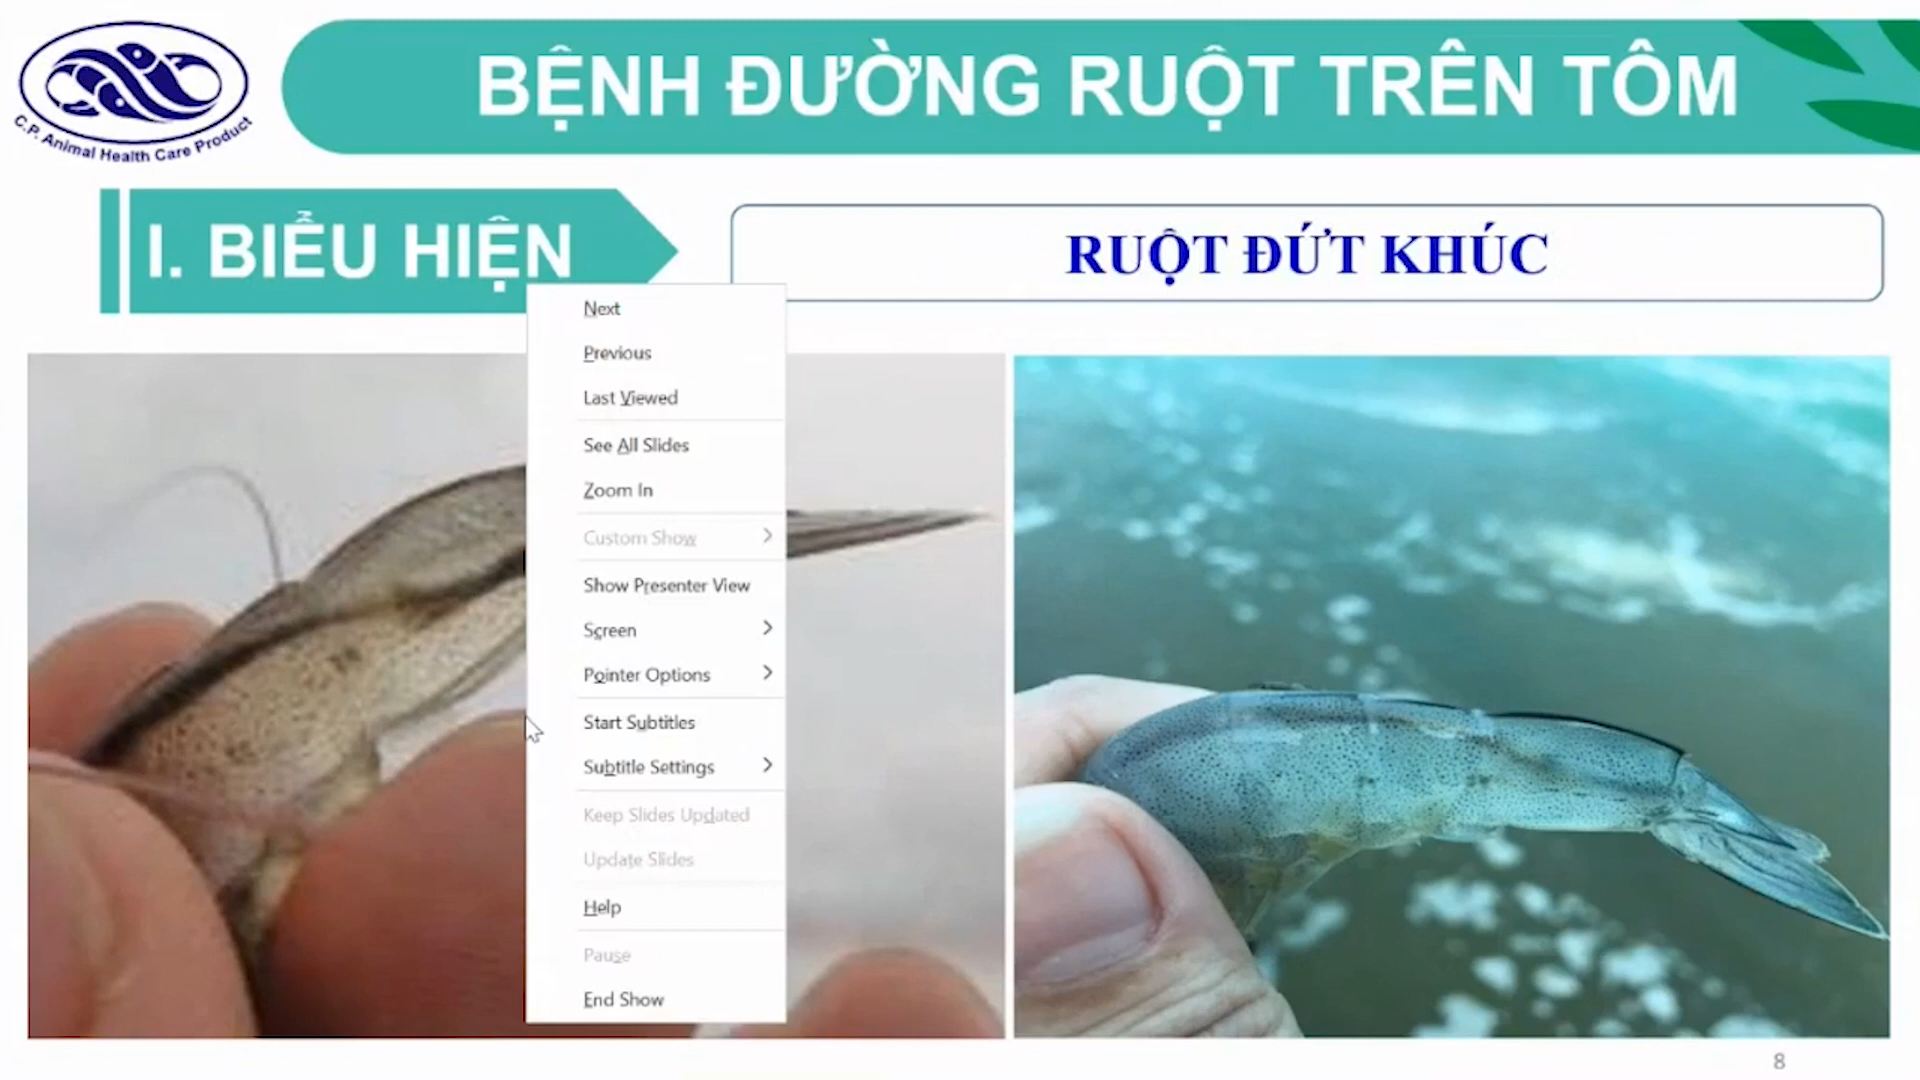 BỆNH ĐƯỜNG RUỘT TRÊN TÔM
C.P. Animal Health Care Product
I. BIỂU HIỆN
RUỘT ĐỨT KHÚC
Next
Previous
Last Viewed
See All Slides
Zoom In
Custom Show
Show Presenter View
Screen
Pointer Options
Start Subtitles
Subtitle Settings
Keep Slides Updated
Update Slides
Help
Pause
End Show
8